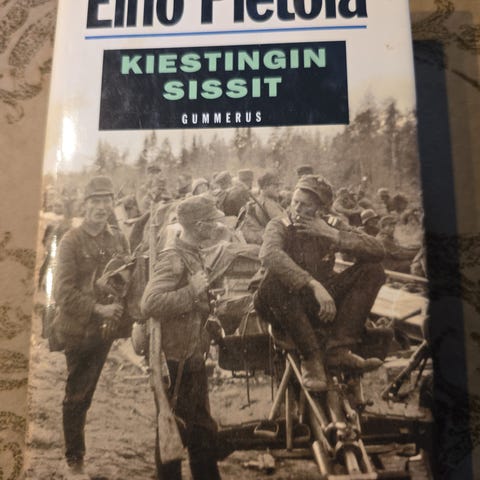 Eino Pietola
KIESTINGIN
SISSIT
GUMMERUS